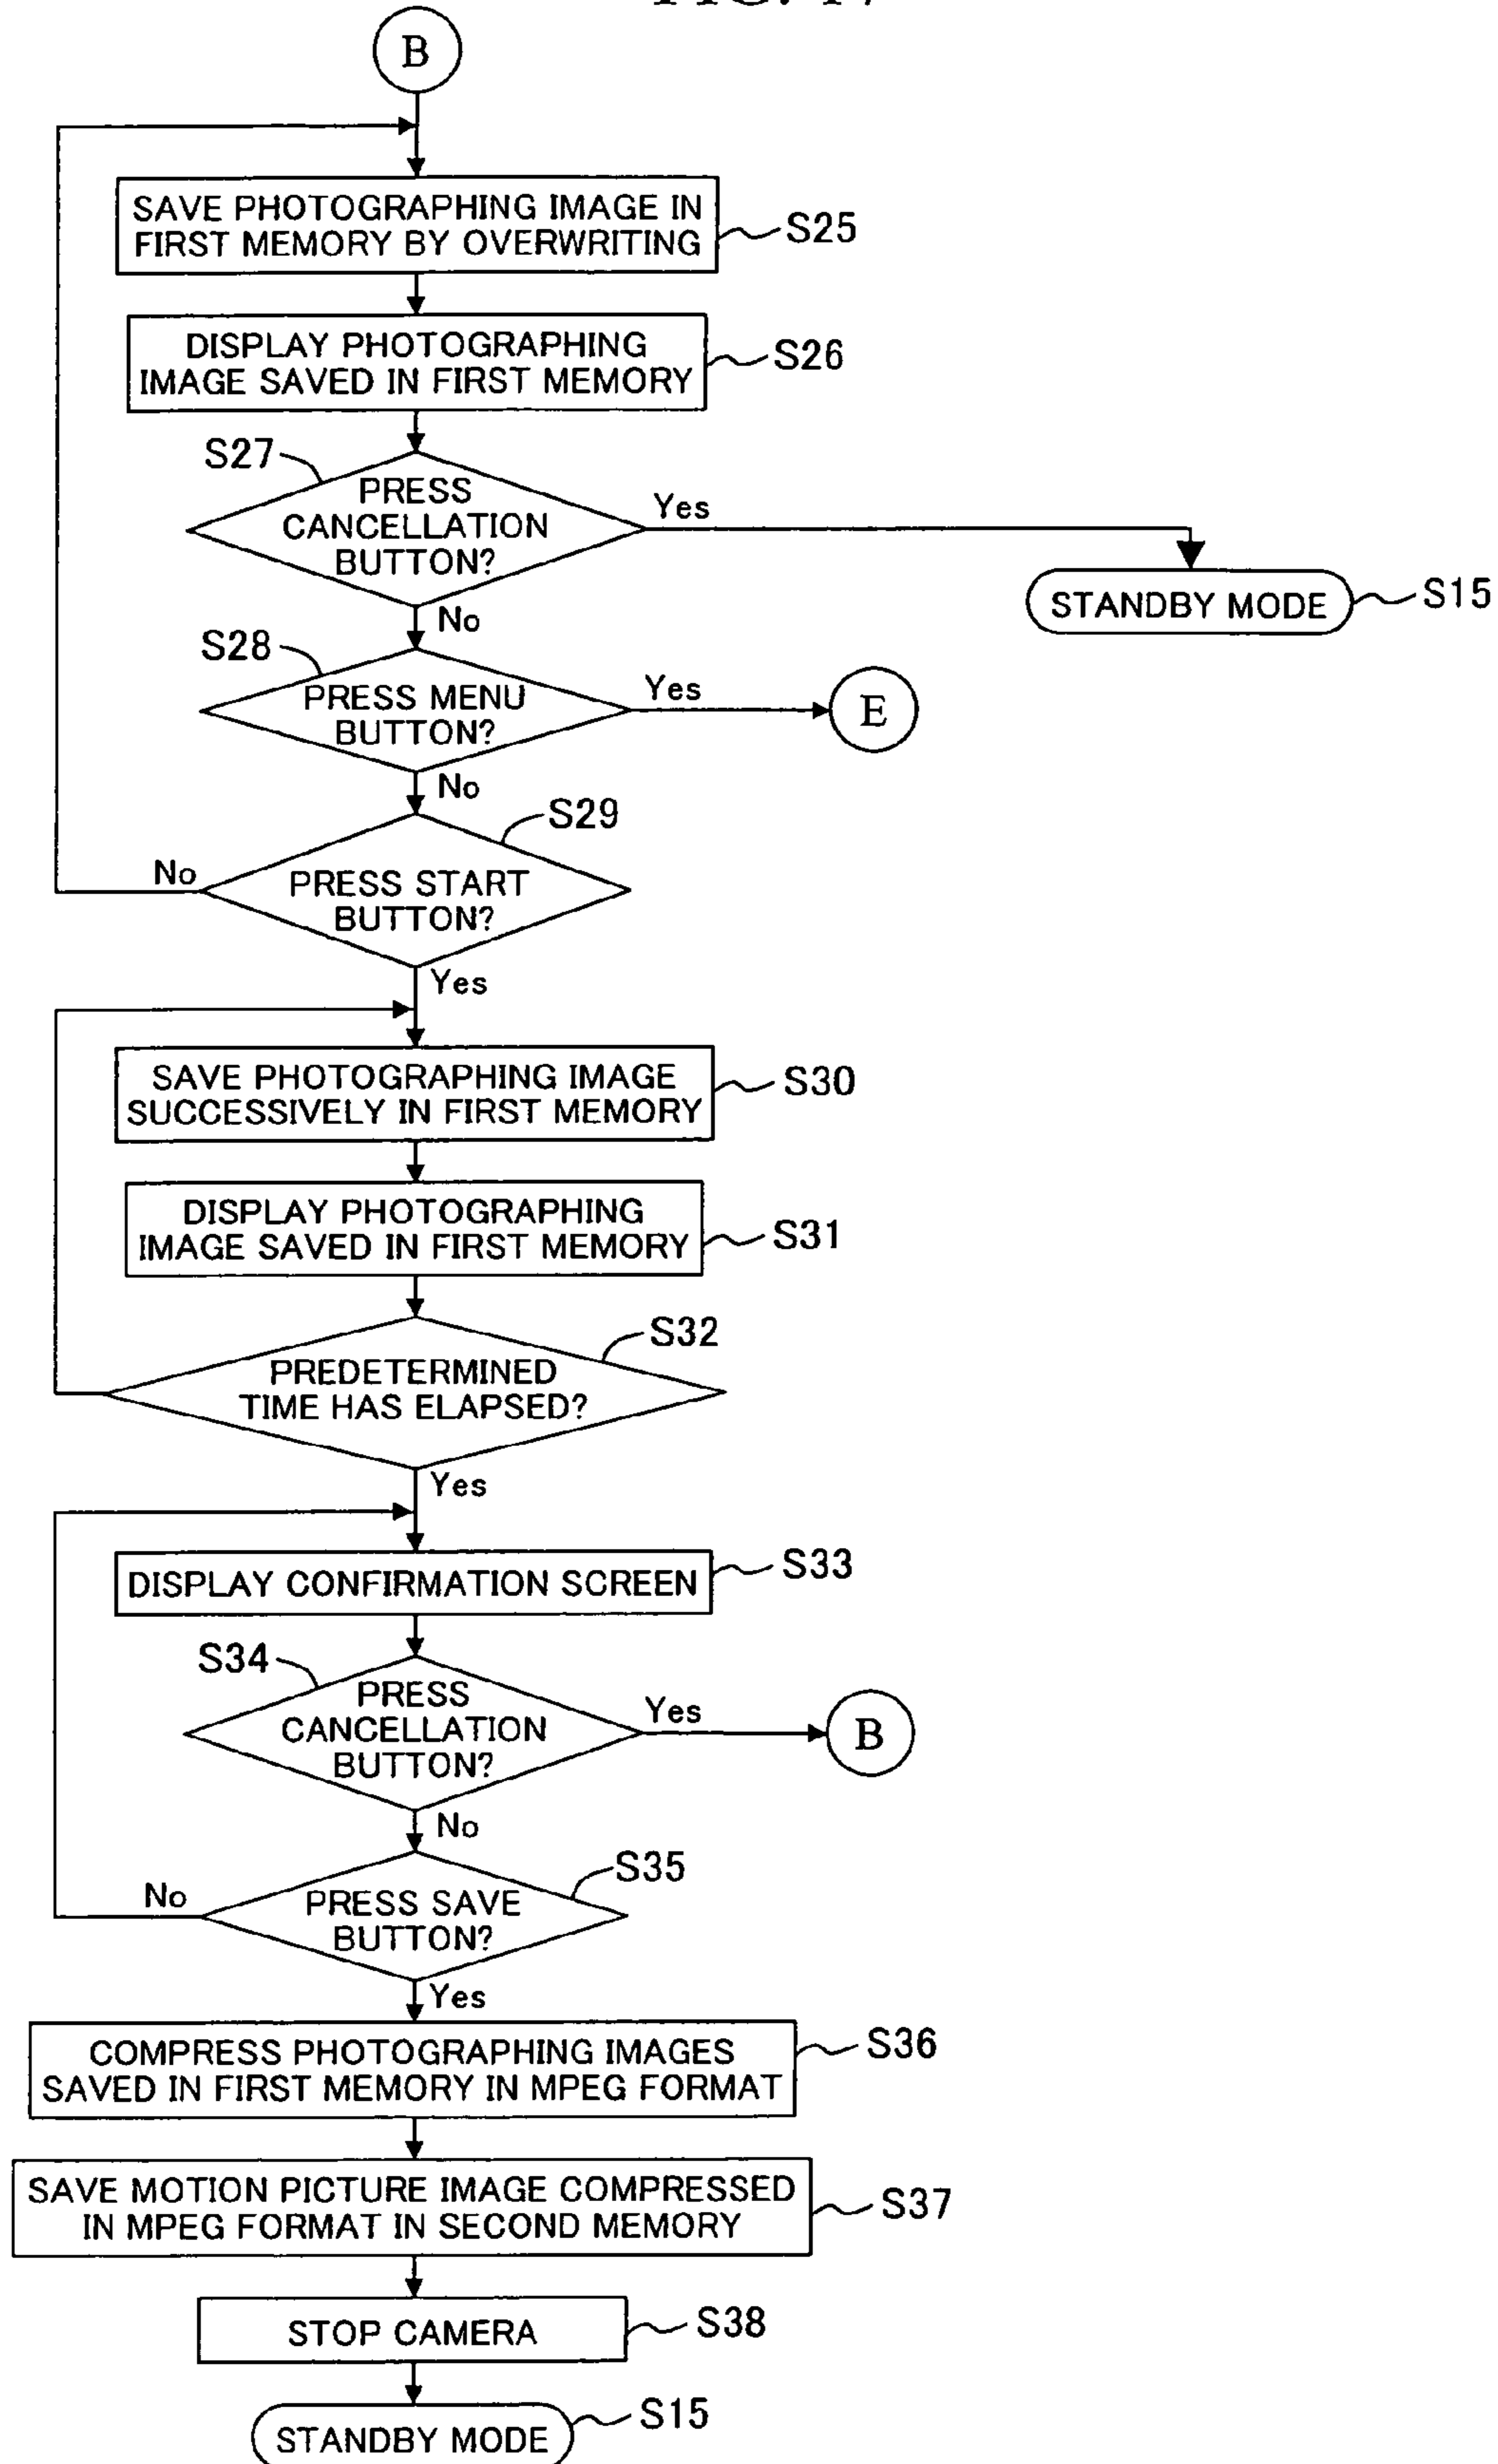 B
SAVE PHOTOGRAPHING IMAGE IN
FIRST MEMORY BY OVERWRITING
S25
DISPLAY PHOTOGRAPHING
IMAGE SAVED IN FIRST MEMORY
S26
S27
PRESS
CANCELLATION
BUTTON?
Yes
STANDBY MODE
S15
No
S28
PRESS MENU
BUTTON?
Yes
E
No
S29
PRESS START
BUTTON?
No
Yes
SAVE PHOTOGRAPHING IMAGE
SUCCESSIVELY IN FIRST MEMORY
S30
DISPLAY PHOTOGRAPHING
IMAGE SAVED IN FIRST MEMORY
S31
S32
PREDETERMINED
TIME HAS ELAPSED?
Yes
DISPLAY CONFIRMATION SCREEN
S33
S34
PRESS
CANCELLATION
BUTTON?
Yes
B
No
S35
PRESS SAVE
BUTTON?
No
Yes
COMPRESS PHOTOGRAPHING IMAGES
SAVED IN FIRST MEMORY IN MPEG FORMAT
S36
SAVE MOTION PICTURE IMAGE COMPRESSED
IN MPEG FORMAT IN SECOND MEMORY
S37
STOP CAMERA
S38
STANDBY MODE
S15